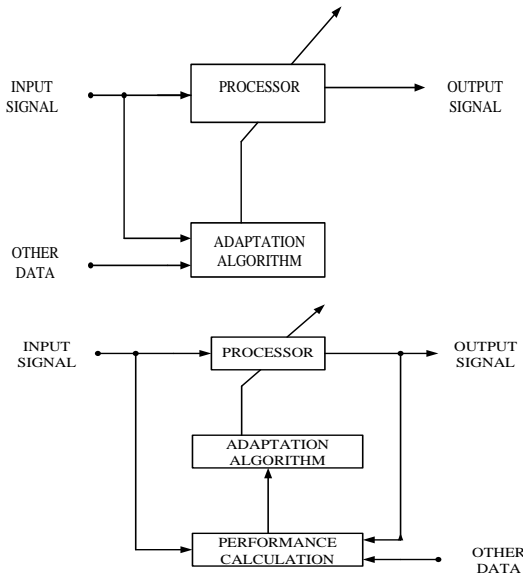 INPUT
SIGNAL
PROCESSOR
OUTPUT
SIGNAL
OTHER
DATA
ADAPTATION
ALGORITHM
INPUT
SIGNAL
PROCESSOR
OUTPUT
SIGNAL
ADAPTATION
ALGORITHM
PERFORMANCE
CALCULATION
OTHER
DATA